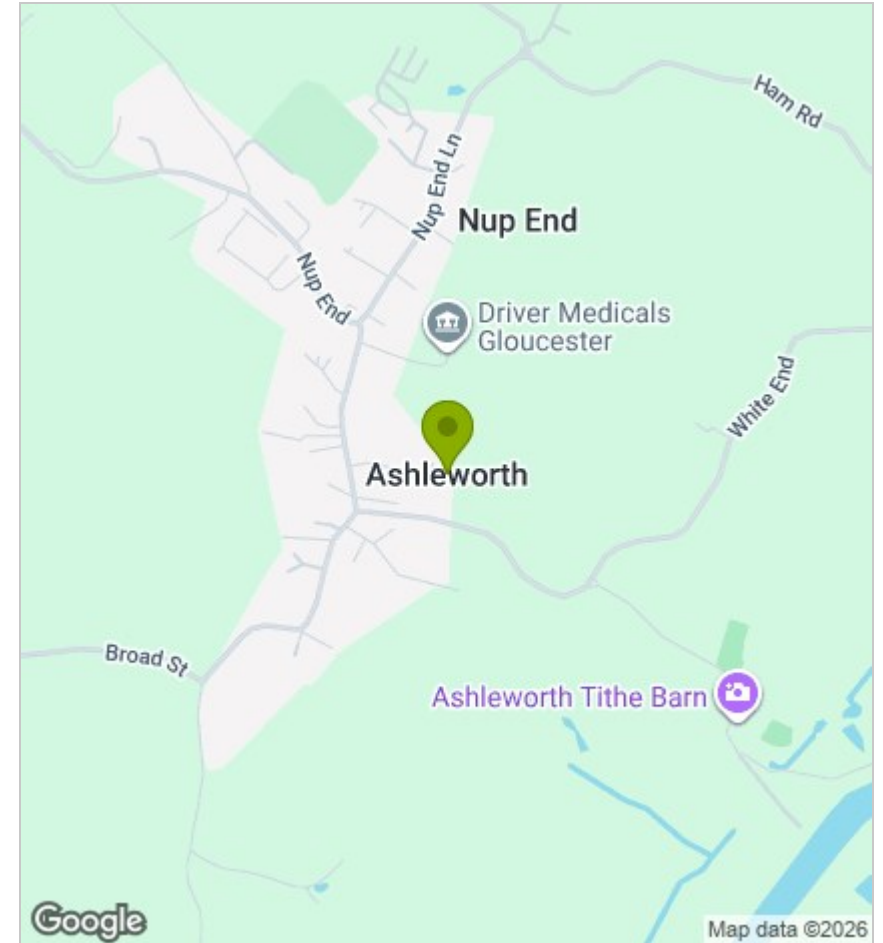 Ham Rd
Nup End Ln
Nup End
Nup End
Driver Medicals
Gloucester
White End
Ashleworth
Broad St
Ashleworth Tithe Barn
Google
Map data ©2026